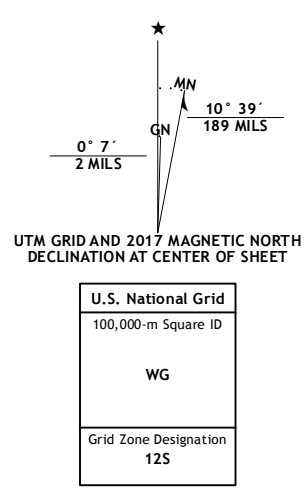 ★
MN
10° 39´
189 MILS
GN
0° 7´
2 MILS
UTM GRID AND 2017 MAGNETIC NORTH
DECLINATION AT CENTER OF SHEET
U.S. National Grid
100,000-m Square ID
WG
Grid Zone Designation
12S